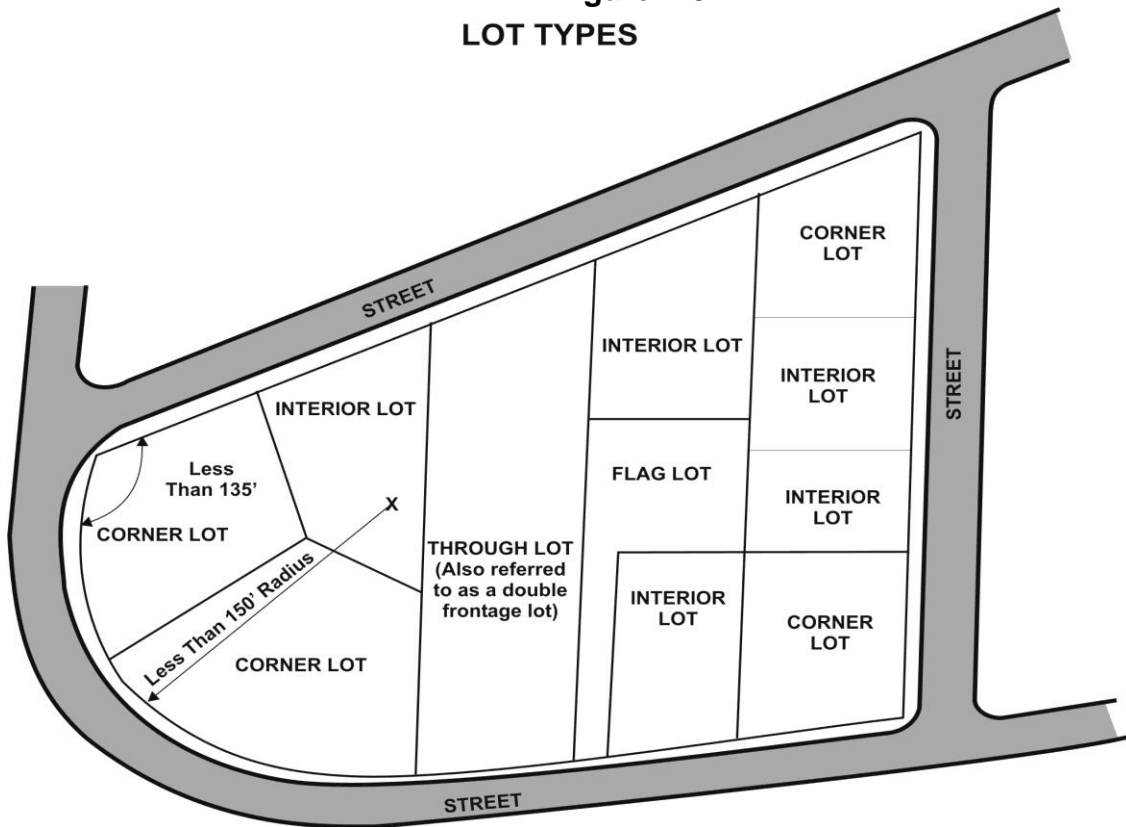 LOT TYPES
CORNER
LOT
STREET
INTERIOR LOT
INTERIOR
LOT
STREET
INTERIOR LOT
Less
Than 135'
FLAG LOT
INTERIOR
LOT
X
CORNER LOT
THROUGH LOT
(Also referred
to as a double
frontage lot)
Less Than 150' Radius
INTERIOR
LOT
CORNER
LOT
CORNER LOT
STREET